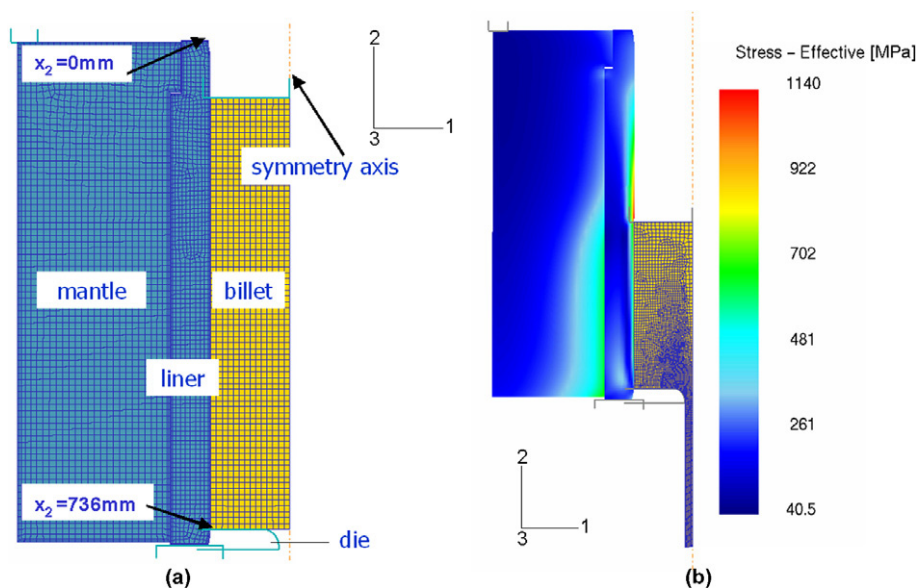 x2=0mm
2
3
1
symmetry axis
mantle
billet
liner
x2=736mm
die
(a)
Stress – Effective [MPa]
1140
922
702
481
261
40.5
2
3
1
(b)